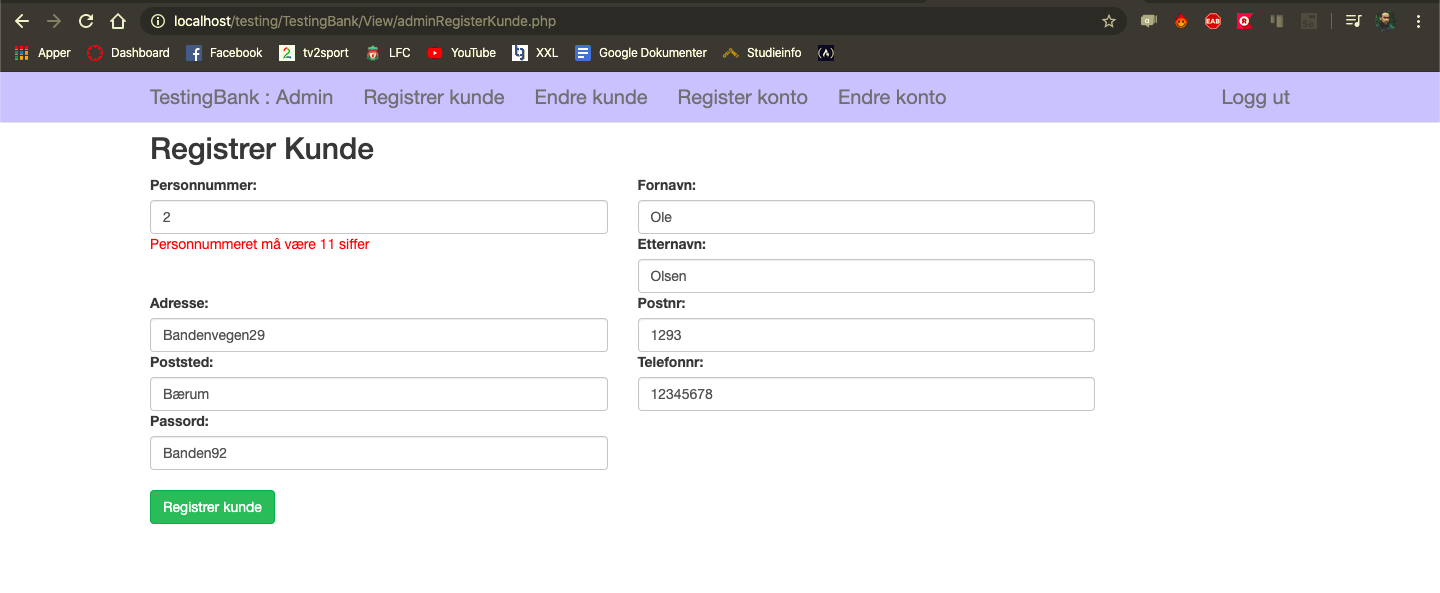 localhost/testing/TestingBank/View/adminRegisterKunde.php
Apper Dashboard Facebook tv2sport LFC YouTube XXL Google Dokumenter Studieinfo
TestingBank : Admin Registrer kunde Endre kunde Register konto Endre konto Logg ut
Registrer Kunde
Personnummer: Fornavn:
2 Ole
Personnummeret må være 11 siffer Etternavn:
Olsen
Adresse: Postnr:
Bandenvegen29 1293
Poststed: Telefonnr:
Bærum 12345678
Passord:
Banden92
Registrer kunde